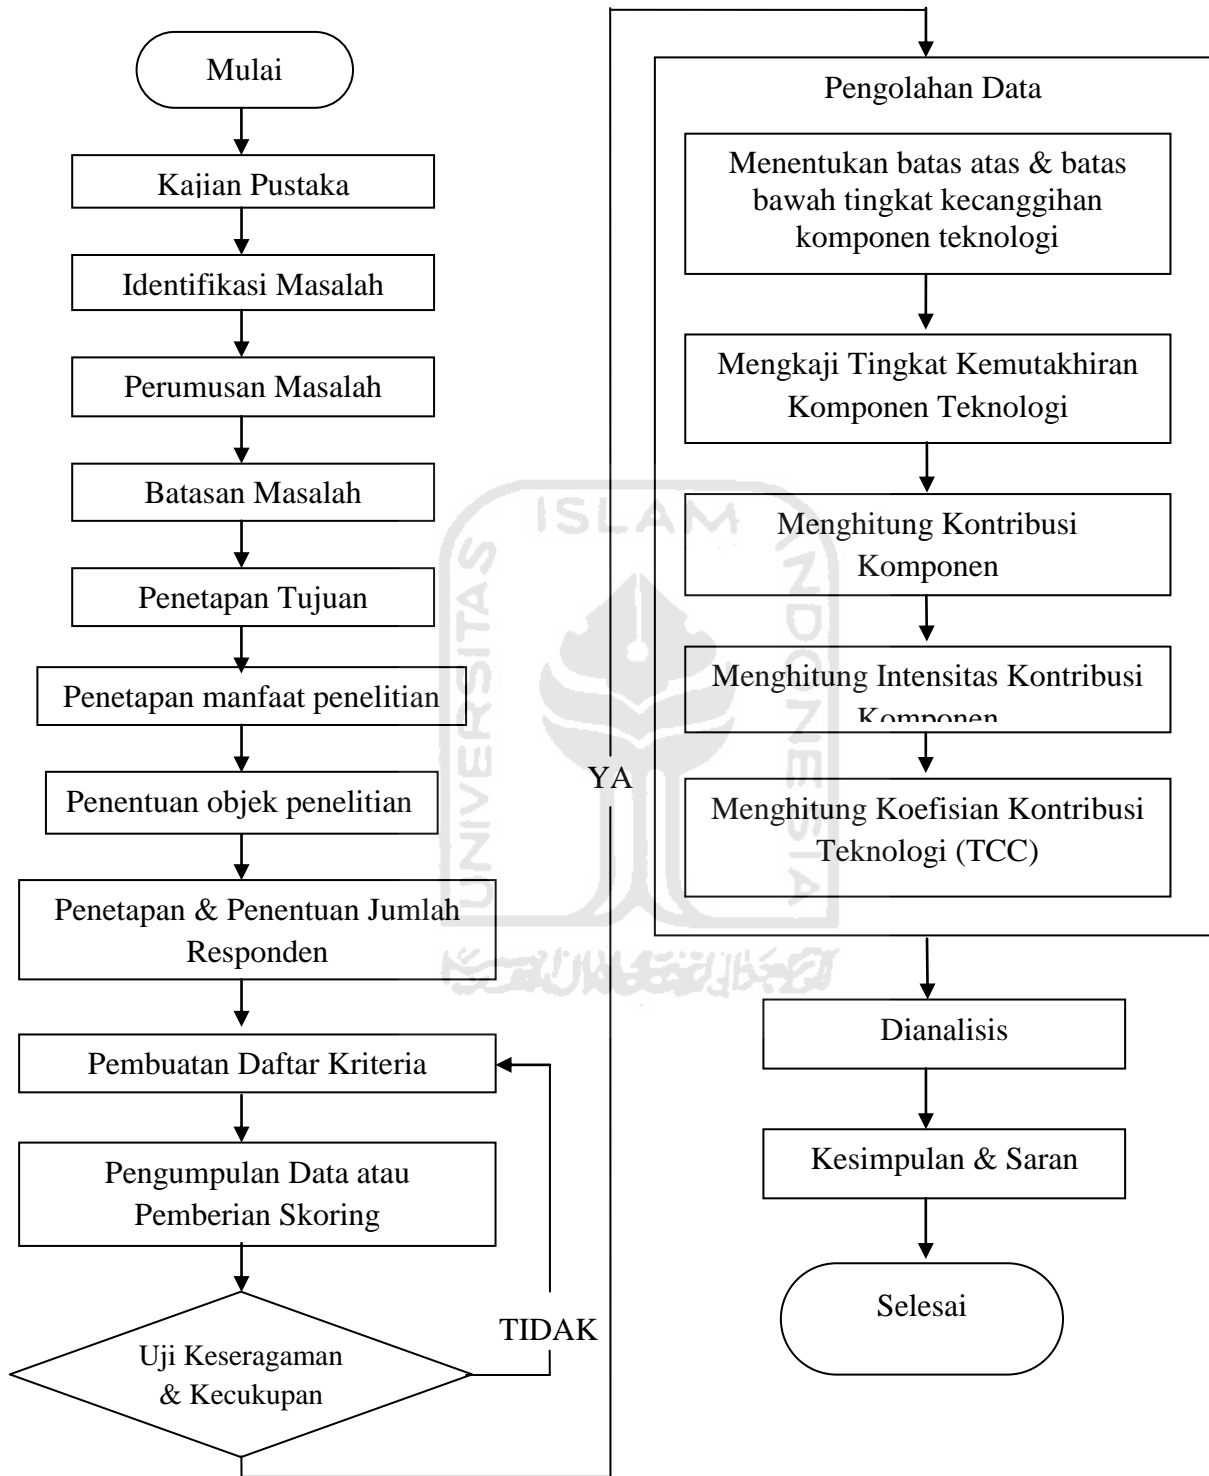 Mulai
Kajian Pustaka
Identifikasi Masalah
Perumusan Masalah
Batasan Masalah
Penetapan Tujuan
Penetapan manfaat penelitian
Penentuan objek penelitian
Penetapan & Penentuan Jumlah
Responden
Pembuatan Daftar Kriteria
Pengumpulan Data atau
Pemberian Skoring
Uji Keseragaman
& Kecukupan
TIDAK
YA
Pengolahan Data
Menentukan batas atas & batas
bawah tingkat kecanggihan
komponen teknologi
Mengkaji Tingkat Kemutakhiran
Komponen Teknologi
Menghitung Kontribusi
Komponen
Menghitung Intensitas Kontribusi
Komponen
Menghitung Koefisian Kontribusi
Teknologi (TCC)
Dianalisis
Kesimpulan & Saran
Selesai
UNIVERSITAS
ISLAM
INDONESIA